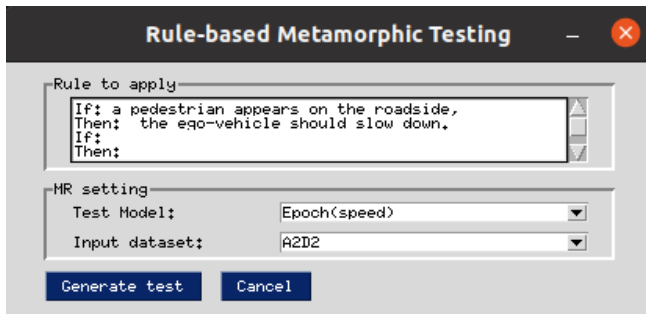 Rule-based Metamorphic Testing
Rule to apply
If: a pedestrian appears on the roadside,
Then:  the ego-vehicle should slow down.
If:
Then:
MR setting
Test Model: Epoch(speed)
Input dataset: A2D2
Generate test Cancel